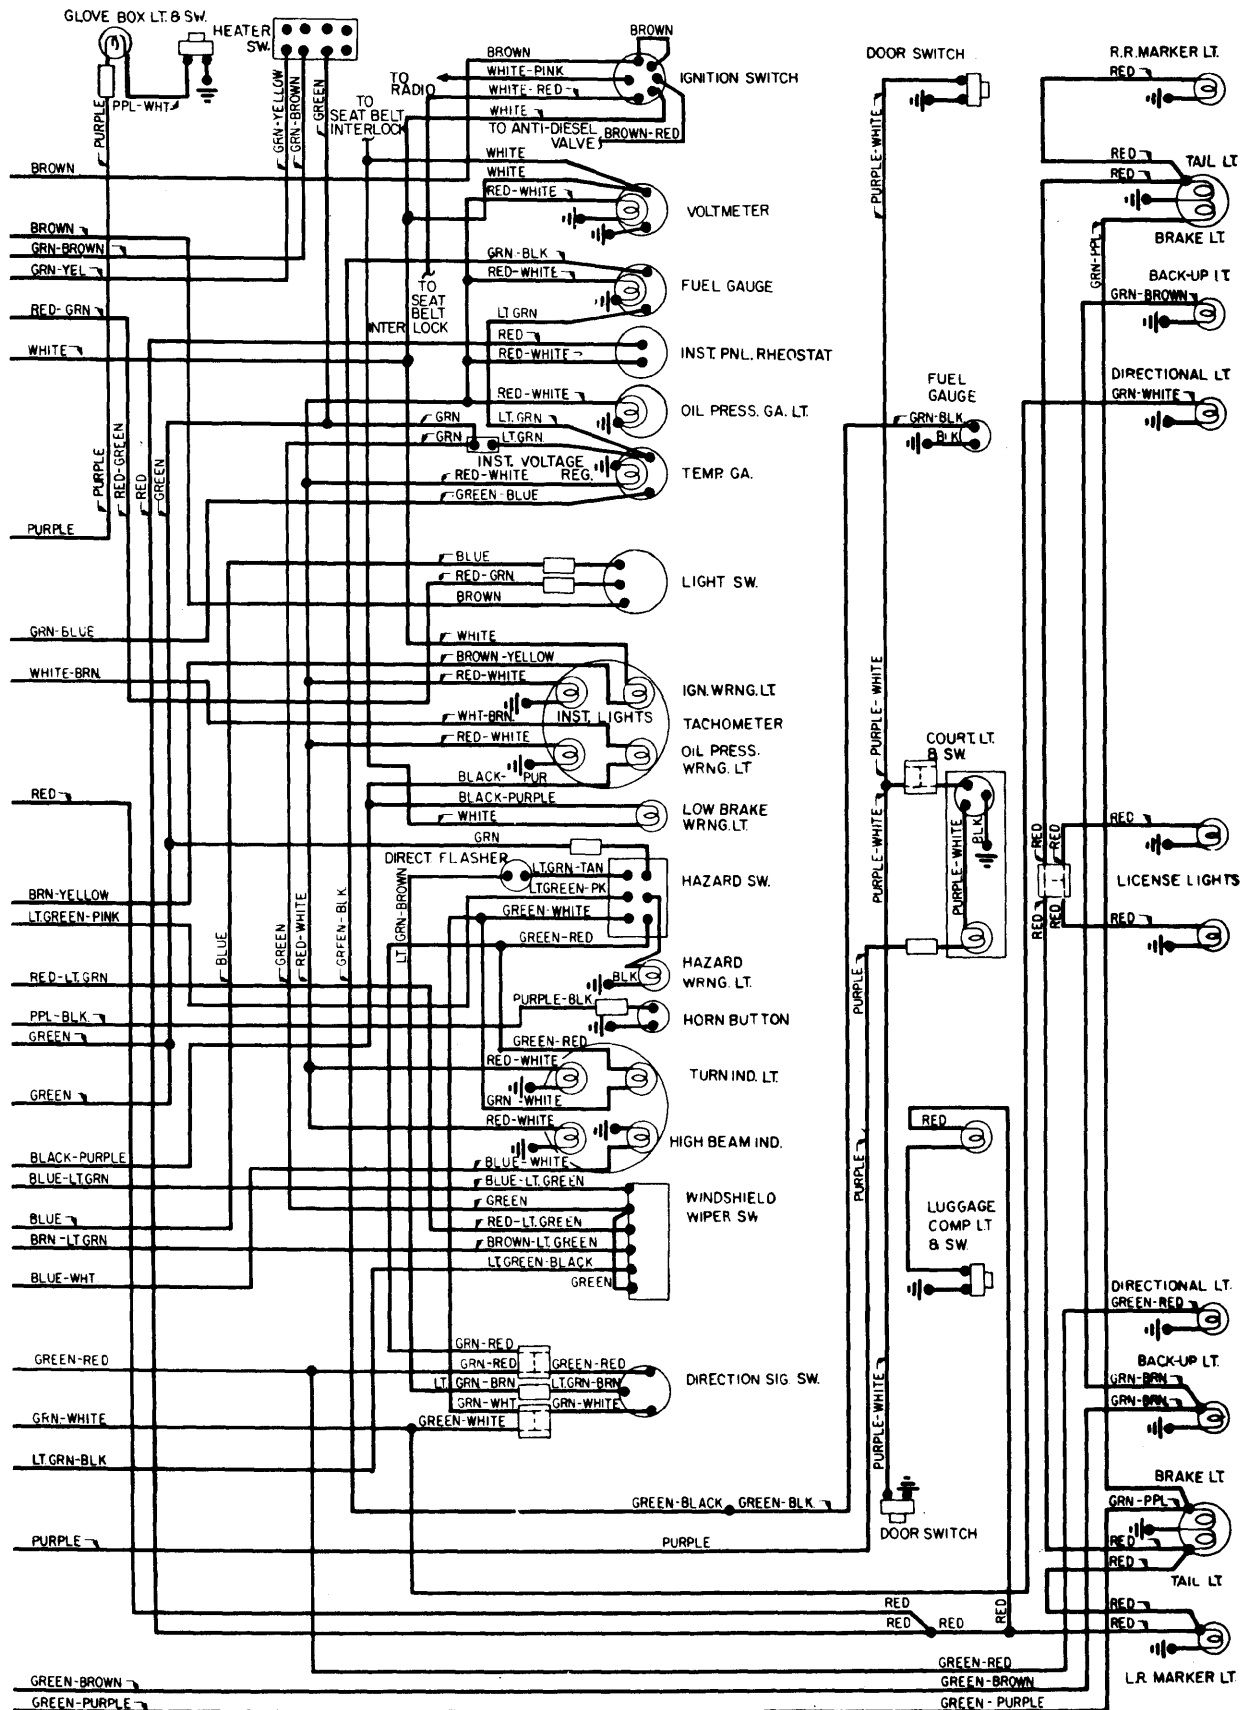 GLOVE BOX LT. & SW.
HEATER
SW.
BROWN
DOOR SWITCH
R.R. MARKER LT.
RED
BROWN
WHITE-PINK
IGNITION SWITCH
TO
RADIO
WHITE-RED
PPL-WHT
PURPLE
GRN-YELLOW
GRN-BROWN
GREEN
TO
SEAT BELT
INTERLOCK
WHITE
TO ANTI-DIESEL
VALVE
BROWN-RED
PURPLE-WHITE
WHITE
RED
TAIL LT
BROWN
WHITE
RED
RED-WHITE
VOLTMETER
BROWN
BRAKE LT.
GRN-PPL
GRN-BROWN
GRN-BLK
GRN-YEL
RED-WHITE
FUEL GAUGE
BACK-UP LT
GRN-BROWN
TO
SEAT
BELT
INTERLOCK
RED-GRN
LT GRN
RED
WHITE
RED-WHITE
INST. PNL. RHEOSTAT
FUEL
GAUGE
DIRECTIONAL LT
GRN-WHITE
RED-WHITE
OIL PRESS. GA. LT.
GRN
LT. GRN
GRN-BLK
GRN
LT.GRN.
BLK
INST. VOLTAGE
REG.
TEMP. GA.
PURPLE
RED-GREEN
RED
GREEN
RED-WHITE
GREEN-BLUE
PURPLE
BLUE
RED-GRN.
LIGHT SW.
BROWN
GRN-BLUE
WHITE
BROWN-YELLOW
WHITE-BRN.
RED-WHITE
IGN. WRNG. LT.
PURPLE-WHITE
WHT-BRN.
INST. LIGHTS
TACHOMETER
RED-WHITE
OIL PRESS.
WRNG. LT
COURT. LT.
& SW.
BLACK-PUR
RED
BLACK-PURPLE
LOW BRAKE
WRNG. LT.
WHITE
PURPLE-WHITE
PURPLE-WHITE
BLK
RED
RED
RED
GRN
DIRECT FLASHER
LT.GRN-TAN
HAZARD SW.
LICENSE LIGHTS
LTGREEN-PK
BRN-YELLOW
LT.GREEN-PINK
GREEN-WHITE
RED
RED
RED
BLUE
GREEN
RED-WHITE
GREEN-BLK
LT GRN-BROWN
GREEN-RED
RED-LT.GRN
BLK
HAZARD
WRNG. LT.
PURPLE
PURPLE-BLK
PPL-BLK.
HORN BUTTON
GREEN
GREEN-RED
RED-WHITE
TURN IND. LT.
GREEN
GRN-WHITE
RED-WHITE
RED
HIGH BEAM IND.
PURPLE
BLACK-PURPLE
BLUE-WHITE
BLUE-LT.GRN
BLUE-LT.GREEN
GREEN
WINDSHIELD
WIPER SW
LUGGAGE
COMP LT
& SW.
BLUE
RED-LT.GREEN
BRN-LT GRN
BROWN-LT.GREEN
LT.GREEN-BLACK
BLUE-WHT
GREEN
DIRECTIONAL LT.
GREEN-RED
GRN-RED
GREEN-RED
GRN-RED
GREEN-RED
BACK-UP LT.
LT. GRN-BRN
LT.GRN-BRN
DIRECTION SIG. SW.
GRN-BRN
GRN-WHT
GRN-WHITE
GRN-BRN
GRN-WHITE
GREEN-WHITE
PURPLE-WHITE
LT.GRN-BLK
BRAKE LT
GREEN-BLACK
GREEN-BLK.
GRN-PPL
DOOR SWITCH
PURPLE
PURPLE
RED
RED
TAIL LT
RED
RED
RED
RED
RED
RED
GREEN-RED
GREEN-BROWN
GREEN-BROWN
L.R. MARKER LT.
GREEN-PURPLE
GREEN-PURPLE